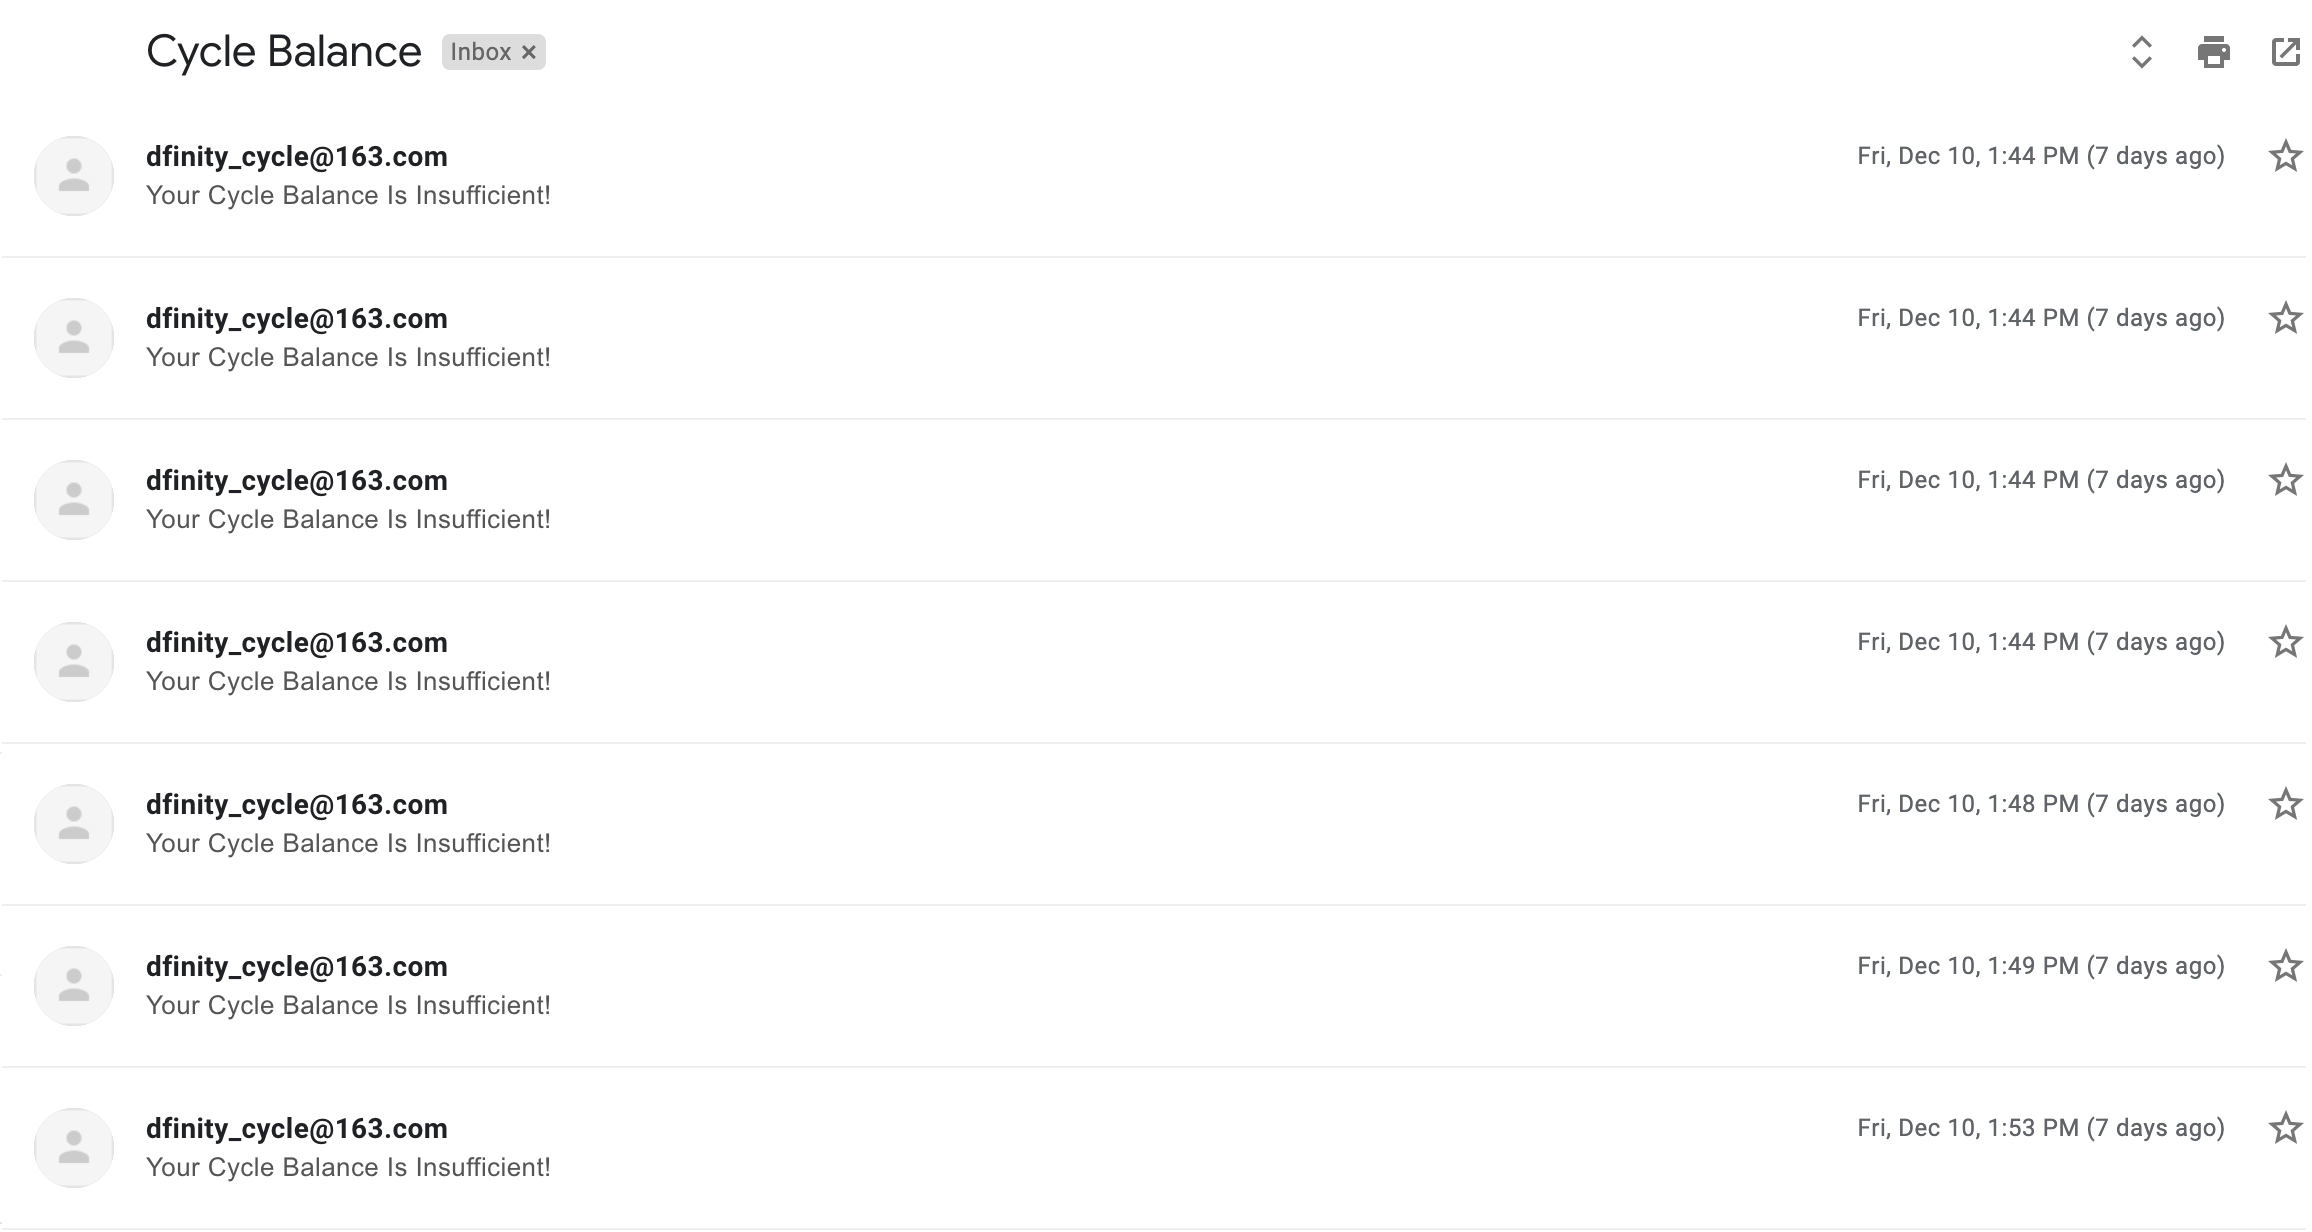 Cycle Balance Inbox ×
dfinity_cycle@163.com Fri, Dec 10, 1:44 PM (7 days ago)
Your Cycle Balance Is Insufficient!
dfinity_cycle@163.com Fri, Dec 10, 1:44 PM (7 days ago)
Your Cycle Balance Is Insufficient!
dfinity_cycle@163.com Fri, Dec 10, 1:44 PM (7 days ago)
Your Cycle Balance Is Insufficient!
dfinity_cycle@163.com Fri, Dec 10, 1:44 PM (7 days ago)
Your Cycle Balance Is Insufficient!
dfinity_cycle@163.com Fri, Dec 10, 1:48 PM (7 days ago)
Your Cycle Balance Is Insufficient!
dfinity_cycle@163.com Fri, Dec 10, 1:49 PM (7 days ago)
Your Cycle Balance Is Insufficient!
dfinity_cycle@163.com Fri, Dec 10, 1:53 PM (7 days ago)
Your Cycle Balance Is Insufficient!